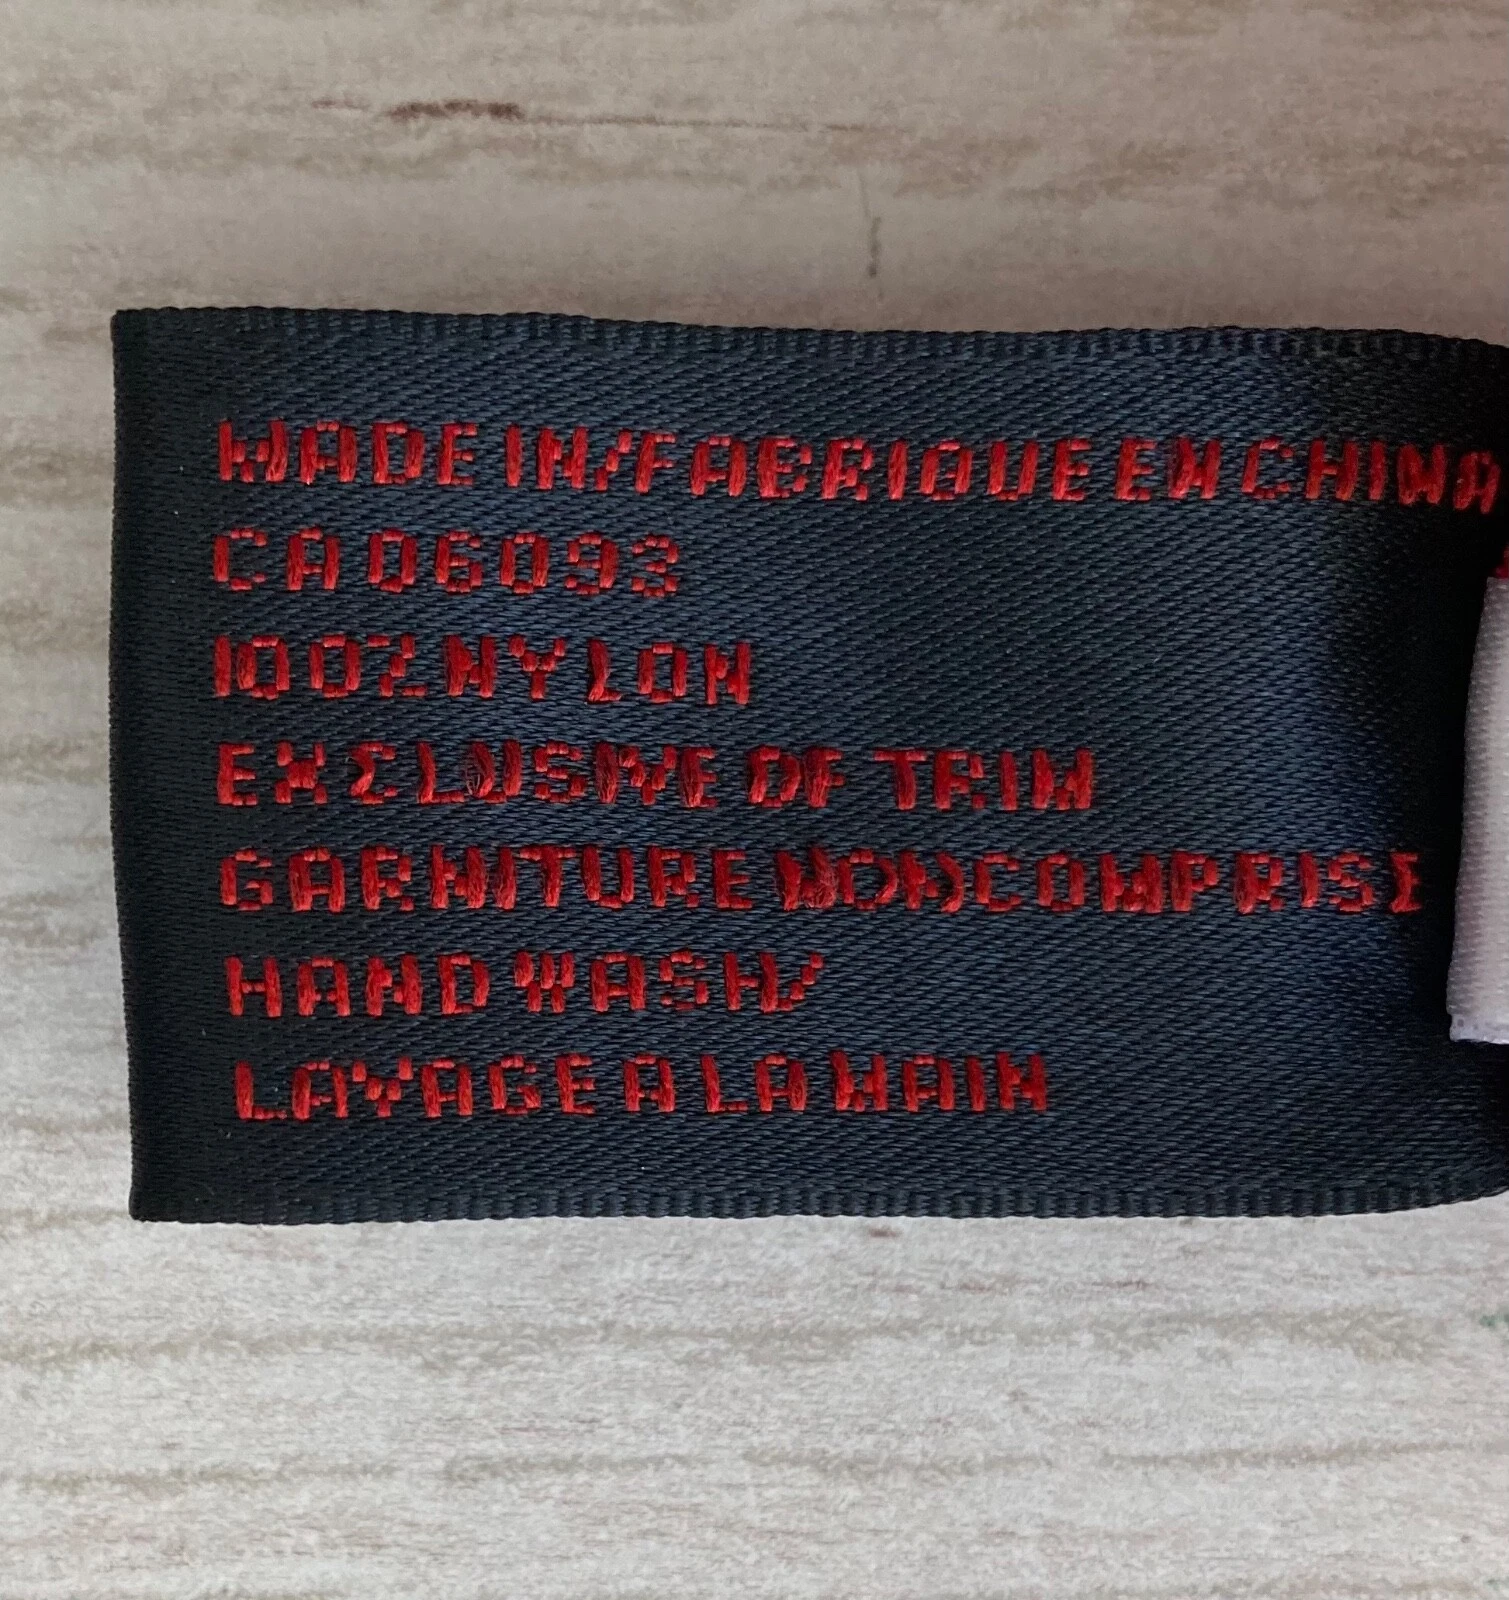 MADE IN/FABRIQUE EN CHINA
CA06093
100% NYLON
EXCLUSIVE OF TRIM
GARNITURE NON COMPRISE
HAND WASH/
LAVAGE A LA MAIN